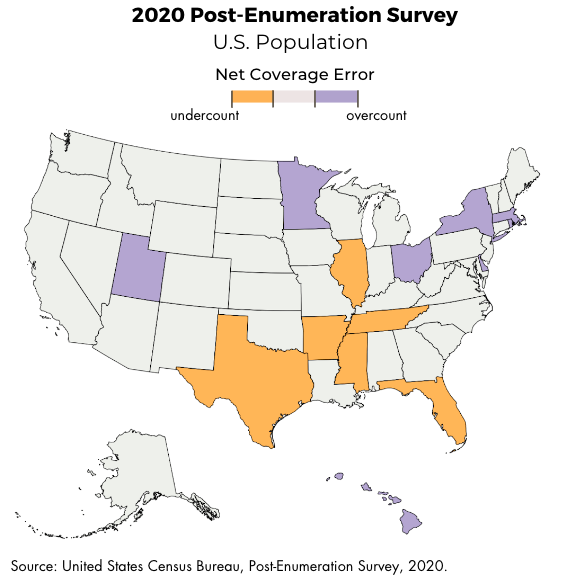 2020 Post-Enumeration Survey
U.S. Population
Net Coverage Error
undercount overcount
Source: United States Census Bureau, Post-Enumeration Survey, 2020.